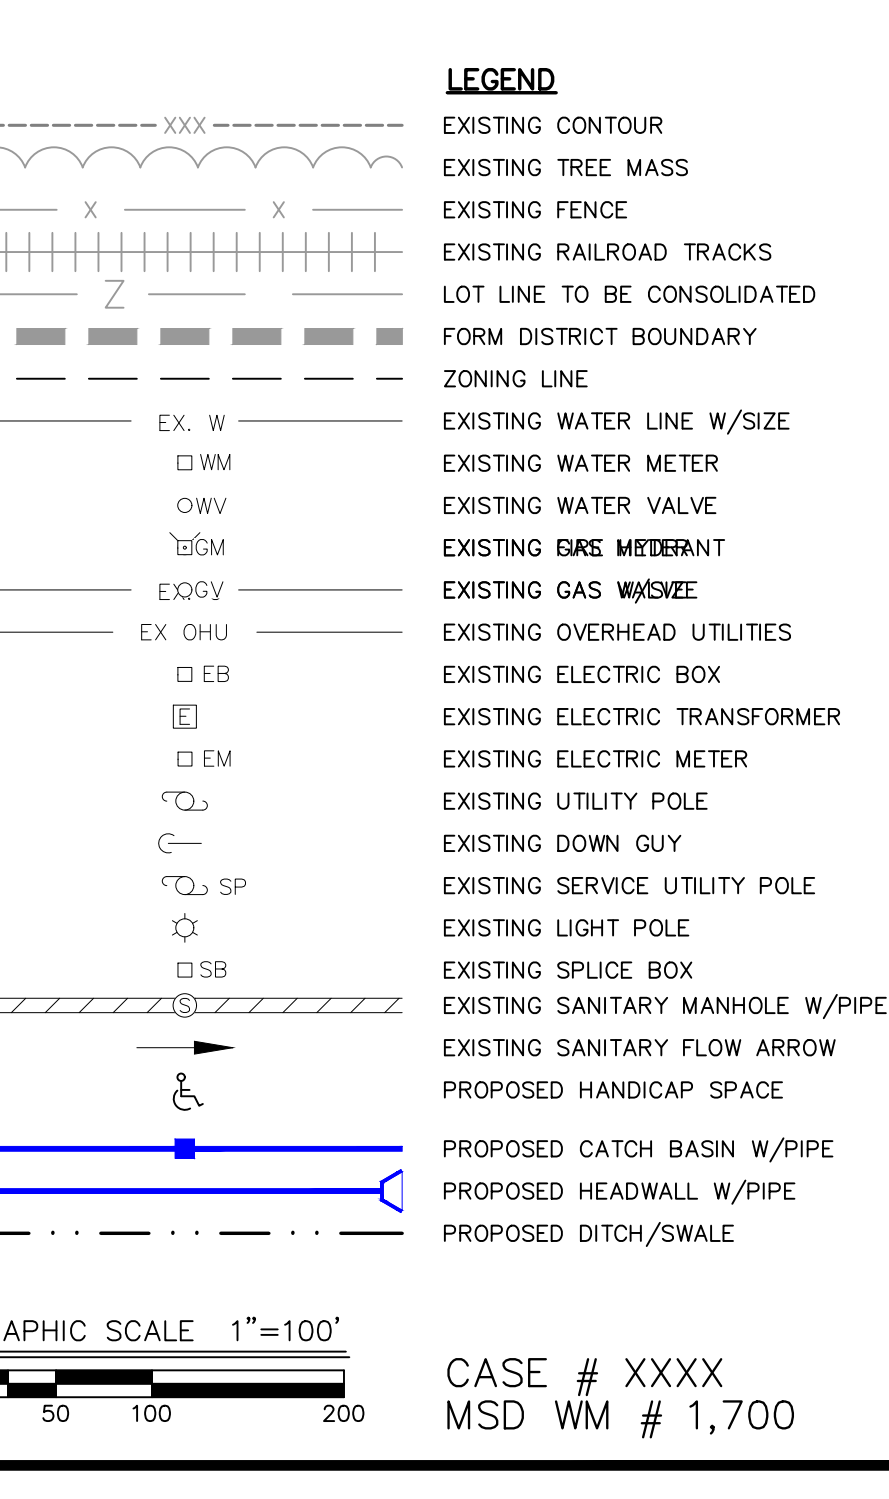 LEGEND
XXX EXISTING CONTOUR
EXISTING TREE MASS
X X EXISTING FENCE
EXISTING RAILROAD TRACKS
Z LOT LINE TO BE CONSOLIDATED
FORM DISTRICT BOUNDARY
ZONING LINE
EX. W EXISTING WATER LINE W/SIZE
WM EXISTING WATER METER
WV EXISTING WATER VALVE
GM EXISTING
GV EXISTING GAS
EX OHU EXISTING OVERHEAD UTILITIES
EB EXISTING ELECTRIC BOX
E EXISTING ELECTRIC TRANSFORMER
EM EXISTING ELECTRIC METER
EXISTING UTILITY POLE
EXISTING DOWN GUY
SP EXISTING SERVICE UTILITY POLE
EXISTING LIGHT POLE
SB EXISTING SPLICE BOX
S EXISTING SANITARY MANHOLE W/PIPE
EXISTING SANITARY FLOW ARROW
PROPOSED HANDICAP SPACE
PROPOSED CATCH BASIN W/PIPE
PROPOSED HEADWALL W/PIPE
PROPOSED DITCH/SWALE
APHIC SCALE 1”=100’
50 100 200
CASE # XXXX
MSD WM # 1,700